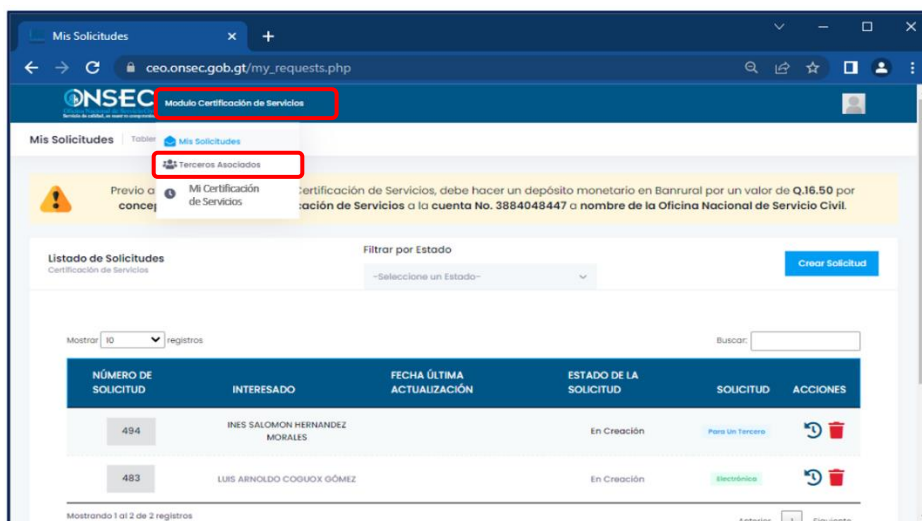 Mis Solicitudes
ceo.onsec.gob.gt/my_requests.php
ONSEC
Modulo Certificación de Servicios
Mis Solicitudes
Mis Solicitudes
Terceros Asociados
Mi Certificación
de Servicios
Previo a Certificación de Servicios, debe hacer un depósito monetario en Banrural por un valor de Q.16.50 por
concep cación de Servicios a la cuenta No. 3884048447 a nombre de la Oficina Nacional de Servicio Civil.
Listado de Solicitudes
Certificación de Servicios
Filtrar por Estado
-Seleccione un Estado-
Crear Solicitud
Mostrar 10 registros
Buscar:
NÚMERO DE SOLICITUD INTERESADO FECHA ÚLTIMA ACTUALIZACIÓN ESTADO DE LA SOLICITUD SOLICITUD ACCIONES
494 INES SALOMON HERNANDEZ MORALES En Creación Para Un Tercero
483 LUIS ARNOLDO COGUOX GÓMEZ En Creación Electrónica
Mostrando 1 al 2 de 2 registros
Anterior 1 Siguiente